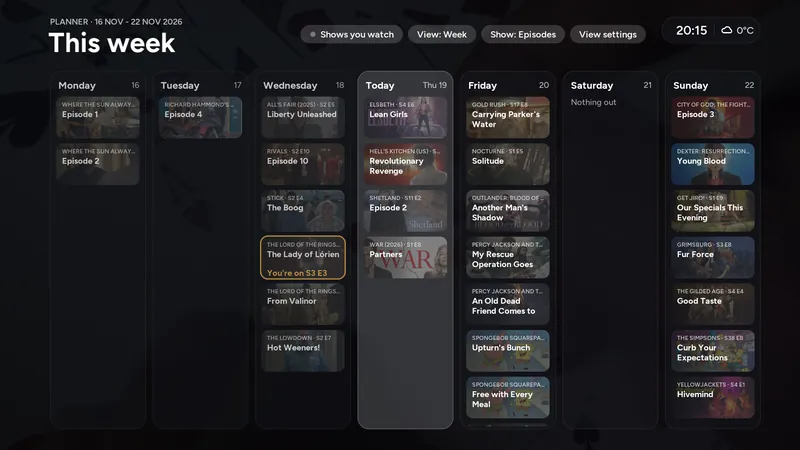 PLANNER · 16 NOV - 22 NOV 2026
This week
Shows you watch
View: Week
Show: Episodes
View settings
20:15
0°C
Monday 16
WHERE THE SUN ALWAY...
Episode 1
WHERE THE SUN ALWAY...
Episode 2
Tuesday 17
RICHARD HAMMOND'S...
Episode 4
Wednesday 18
ALL'S FAIR (2025) · S2 E5
Liberty Unleashed
RIVALS · S2 E10
Episode 10
STICK · S2 E4
The Boog
THE LORD OF THE RINGS...
The Lady of Lórien
You're on S3 E3
THE LORD OF THE RINGS...
From Valinor
THE LOWDOWN · S2 E7
Hot Weeners!
Today Thu 19
ELSBETH · S4 E6
Lean Girls
HELL'S KITCHEN (US) · S...
Revolutionary
Revenge
SHETLAND · S11 E2
Episode 2
Shetland
WAR (2026) · S1 E8
Partners
WAR
Friday 20
GOLD RUSH · S17 E8
Carrying Parker's
Water
NOCTURNE · S1 E5
Solitude
OUTLANDER: BLOOD OF...
Another Man's
Shadow
PERCY JACKSON AND T...
My Rescue
Operation Goes
PERCY JACKSON AND T...
An Old Dead
Friend Comes to
SPONGEBOB SQUAREPA...
Upturn's Bunch
SPONGEBOB SQUAREPA...
Free with Every
Meal
Saturday 21
Nothing out
Sunday 22
CITY OF GOD: THE FIGHT...
Episode 3
DEXTER: RESURRECTION...
Young Blood
GET JIRO! · S1 E9
Our Specials This
Evening
GRIMSBURG · S3 E8
Fur Force
THE GILDED AGE · S4 E4
Good Taste
THE SIMPSONS · S38 E8
Curb Your
Expectations
YELLOWJACKETS · S4 E1
Hivemind